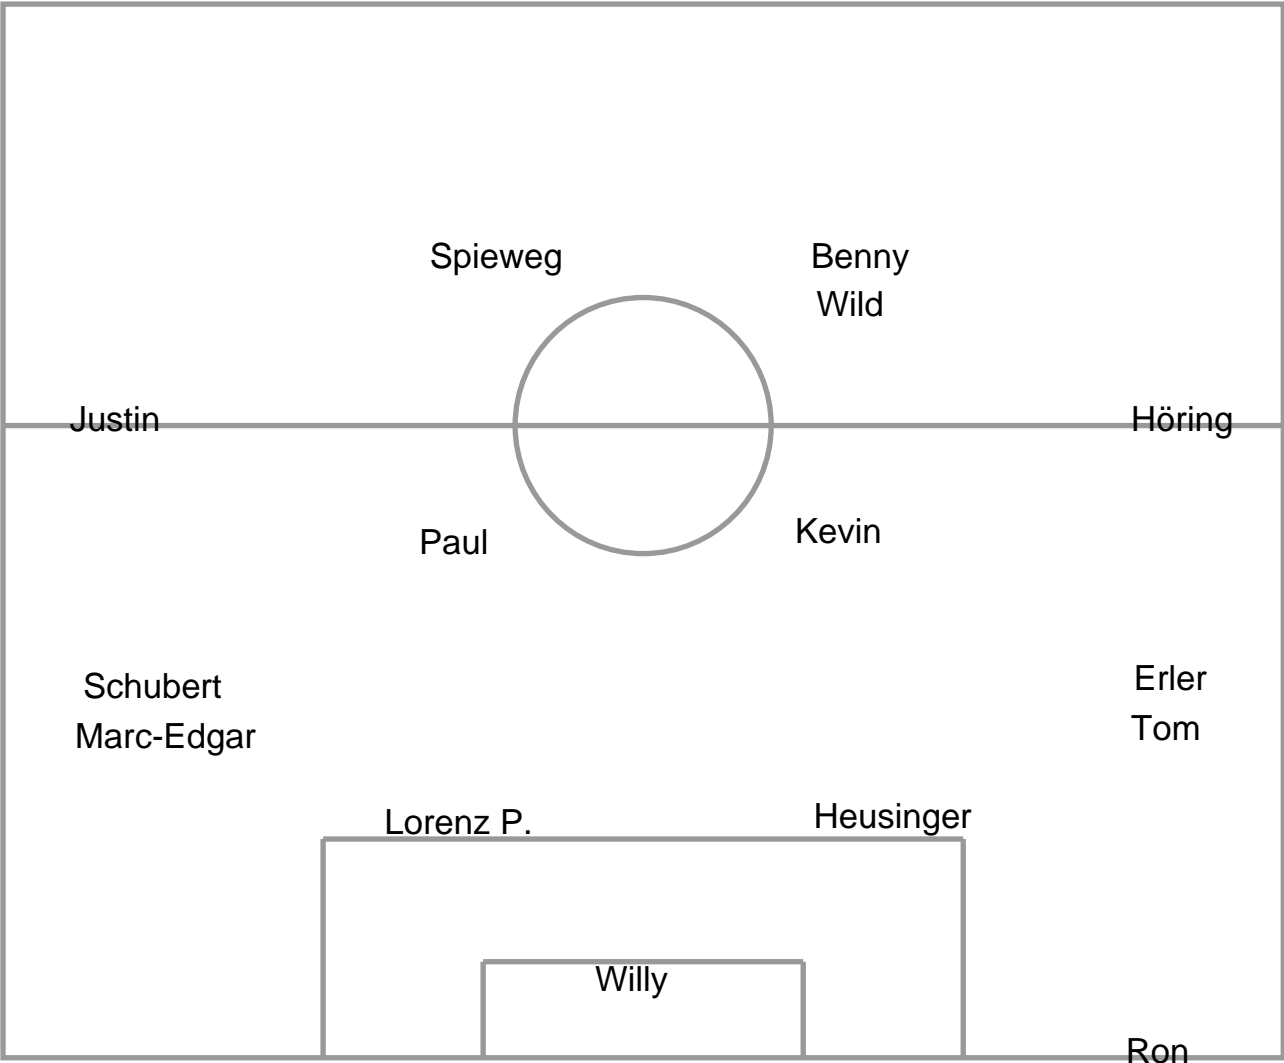 Spieweg
Benny
Wild
Justin
Höring
Paul
Kevin
Schubert
Marc-Edgar
Erler
Tom
Lorenz P.
Heusinger
Willy
Ron